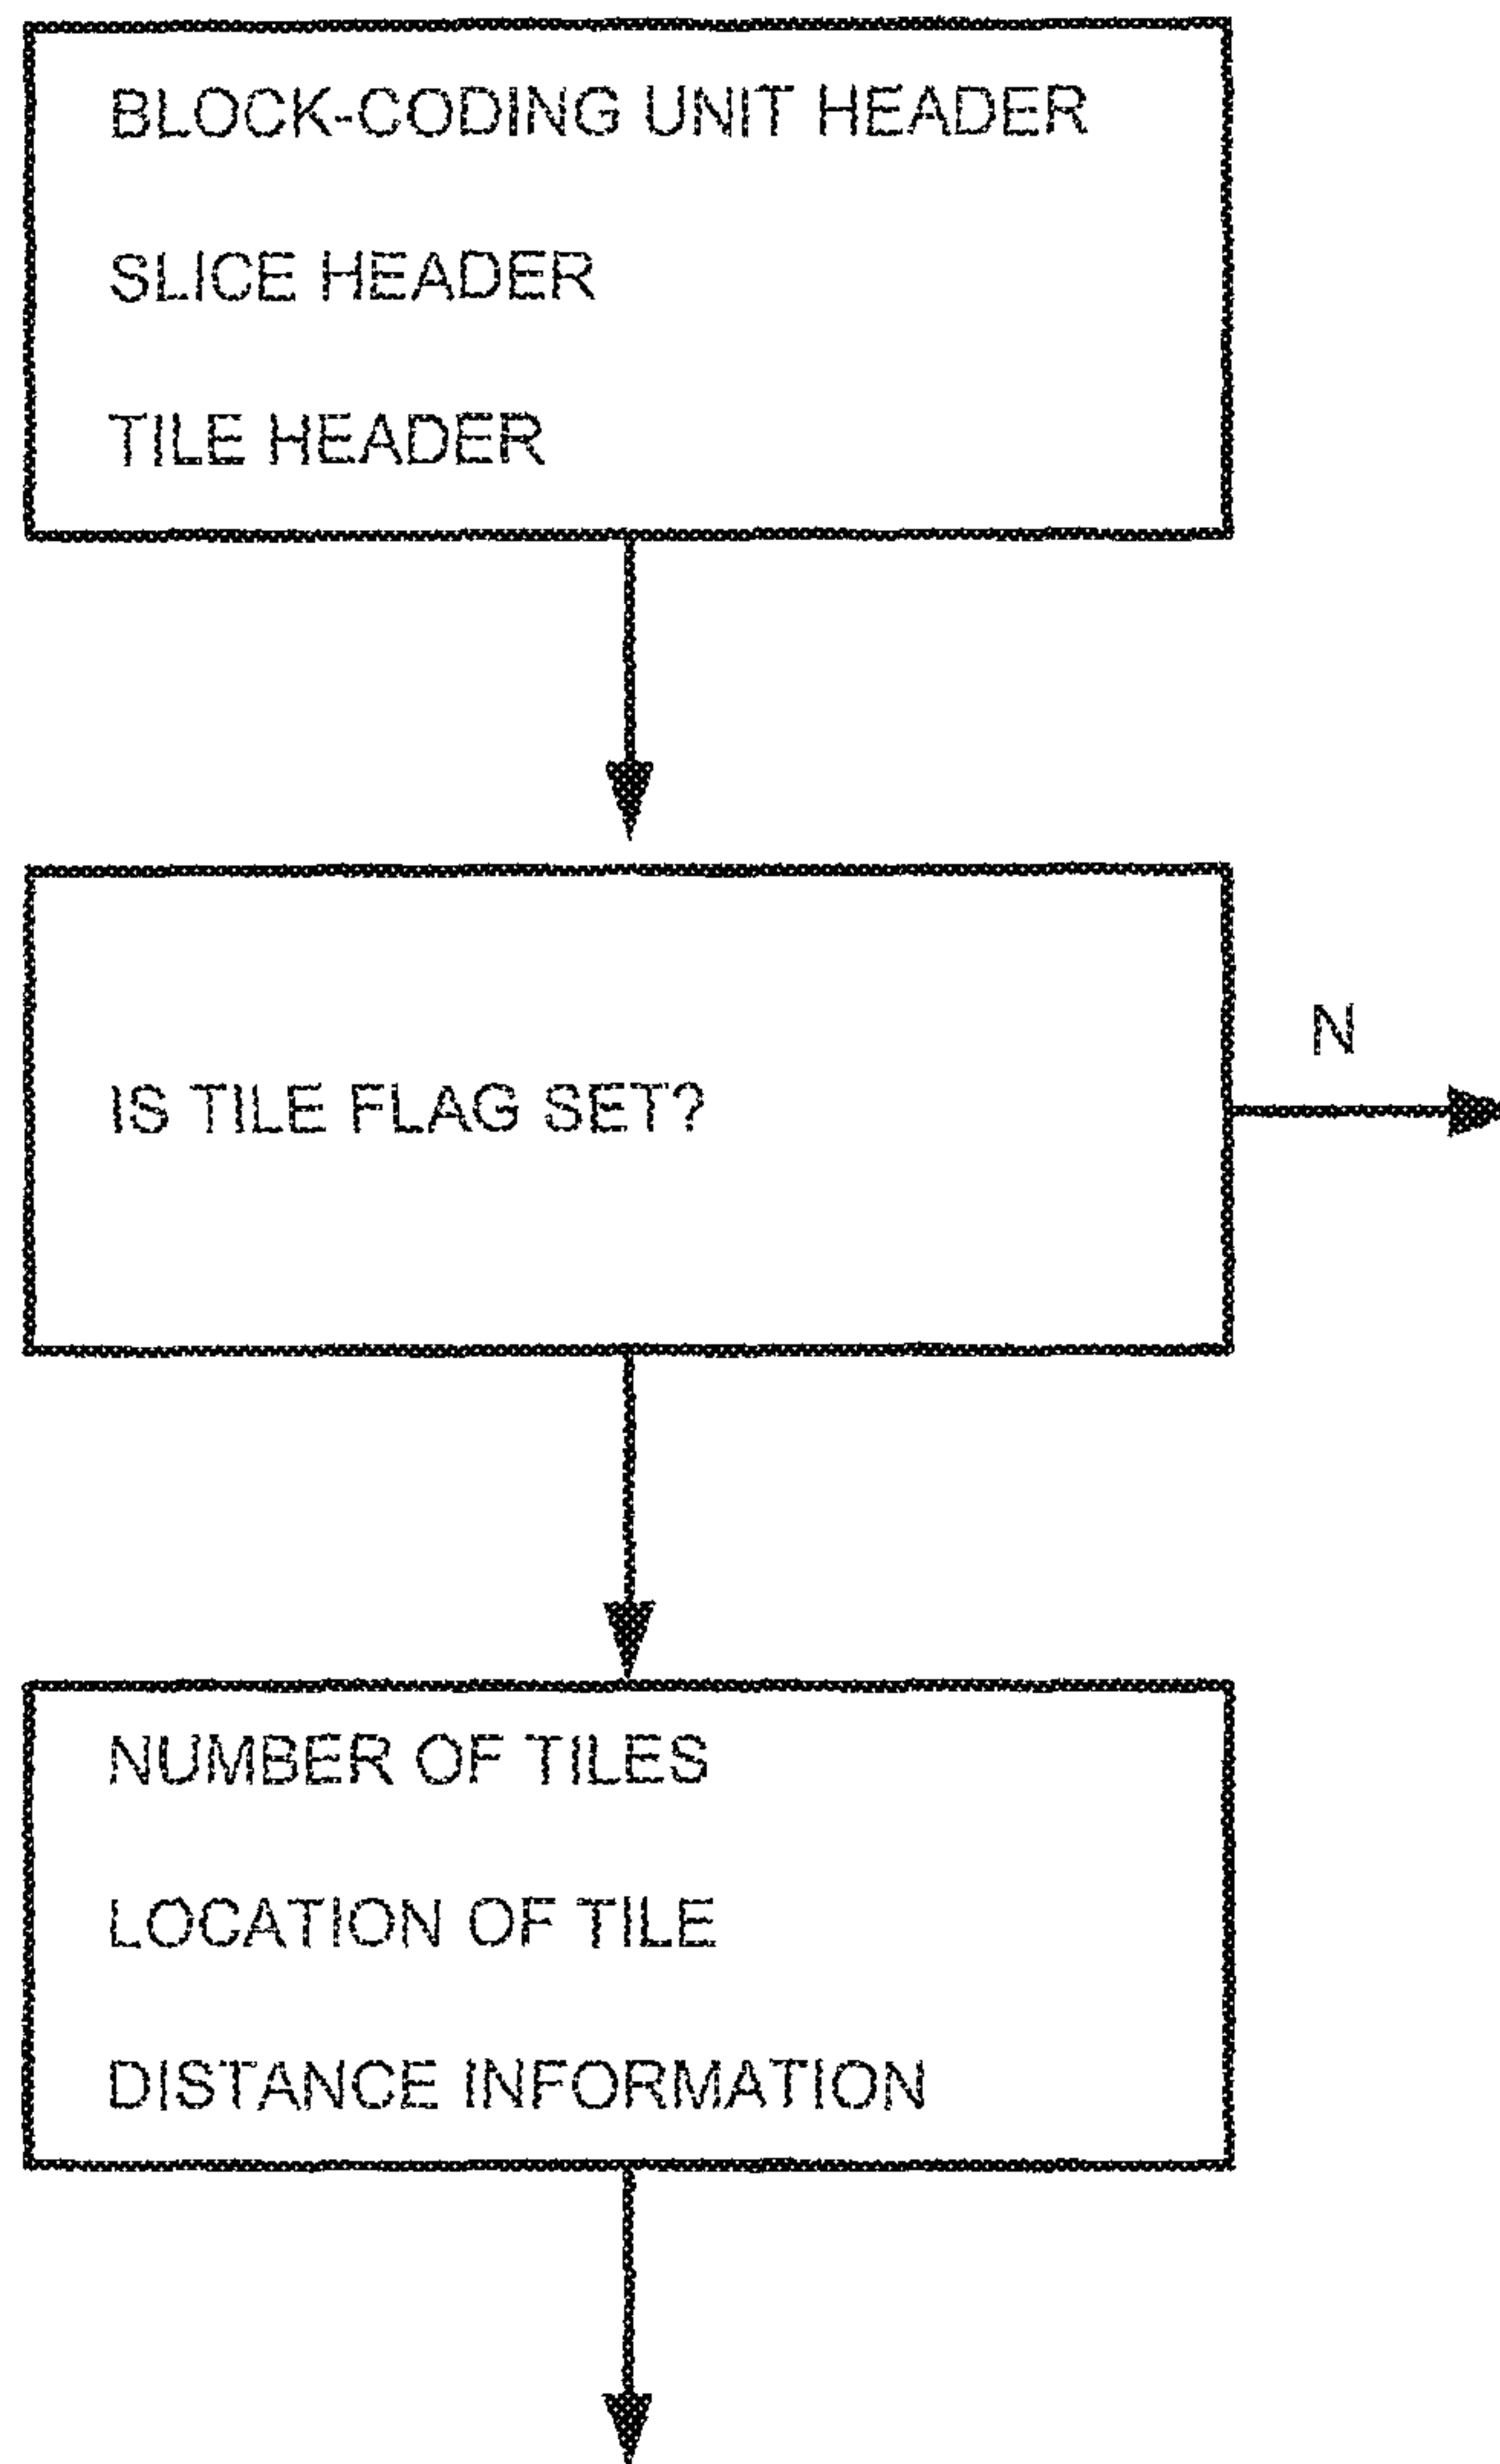 BLOCK-CODING UNIT HEADER
SLICE HEADER
TILE HEADER
IS TILE FLAG SET?
N
NUMBER OF TILES
LOCATION OF TILE
DISTANCE INFORMATION